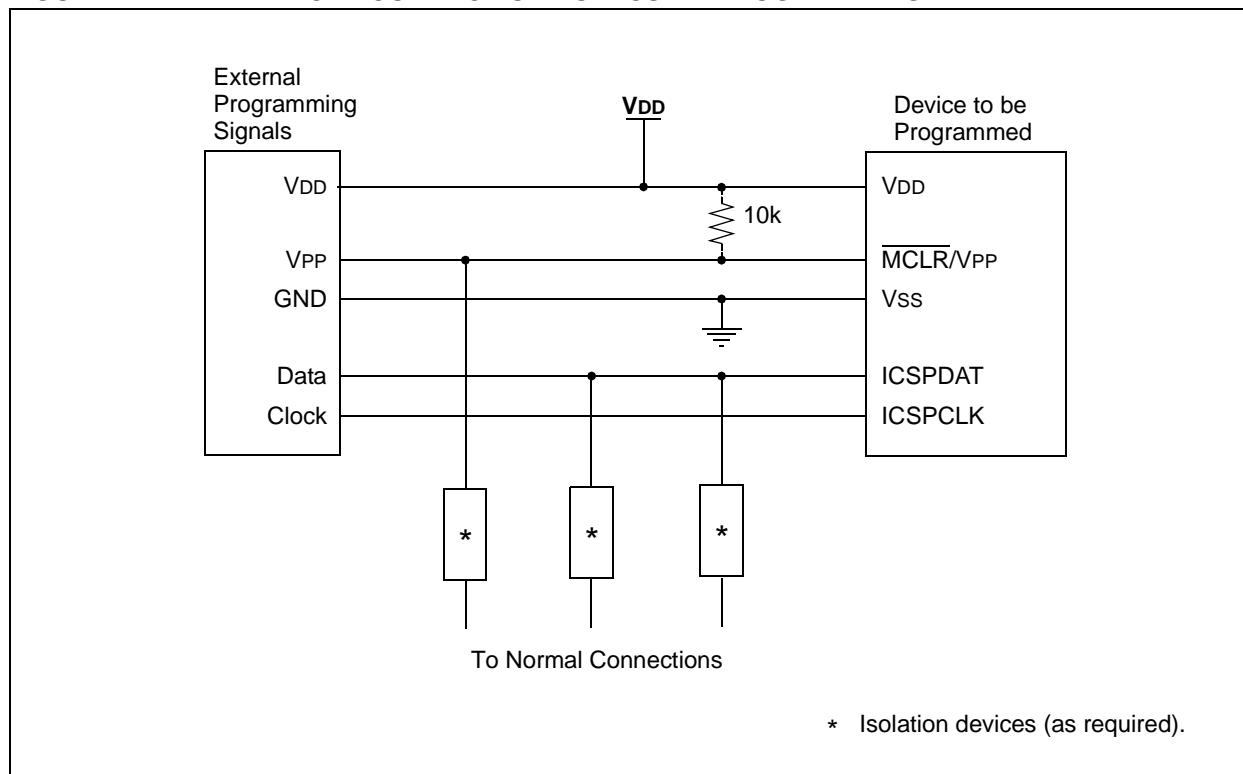 External
Programming
Signals
VDD
Device to be
Programmed
VDD
VDD
10k
VPP
MCLR/VPP
GND
VSS
Data
ICSPDAT
Clock
ICSPCLK
*
*
*
To Normal Connections
* Isolation devices (as required).